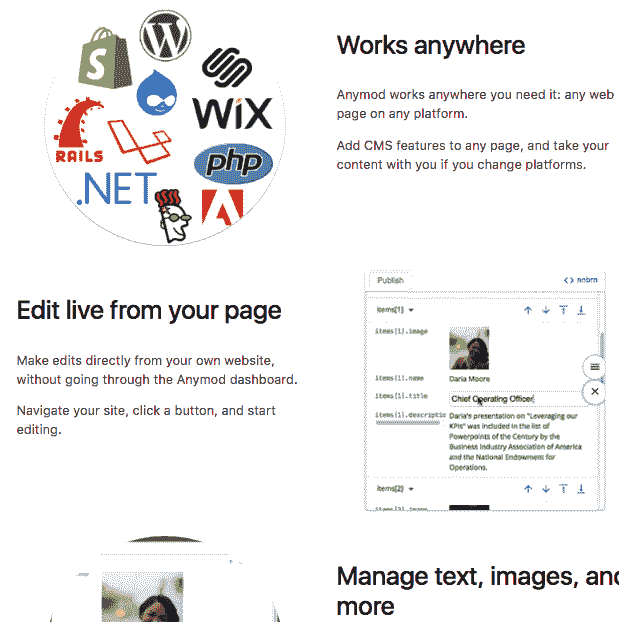 WIX
RAILS
php
.NET
Works anywhere
Anymod works anywhere you need it: any web
page on any platform.
Add CMS features to any page, and take your
content with you if you change platforms.
Edit live from your page
Make edits directly from your own website,
without going through the Anymod dashboard.
Navigate your site, click a button, and start
editing.
Publish
items[1]
items[1].image
items[1].name Daria Moore
items[1].title Chief Operating Officer
items[1].descriptio Daria's presentation on "Leveraging our
KPIs" was included in the list of
Powerpoints of the Century by the
Business Industry Association of America
and the National Endowment for
Operations.
items[2]
Manage text, images, and
more